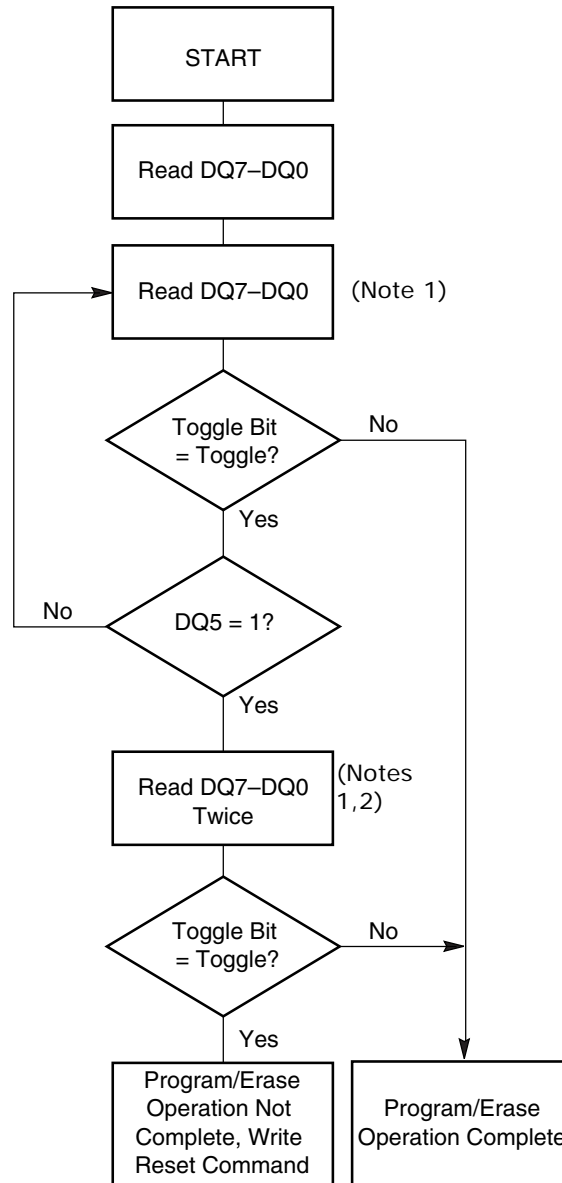 START
Read DQ7–DQ0
Read DQ7–DQ0
(Note 1)
Toggle Bit
= Toggle?
No
Yes
DQ5 = 1?
No
Yes
Read DQ7–DQ0
Twice
(Notes
1,2)
Toggle Bit
= Toggle?
No
Yes
Program/Erase
Operation Not
Complete, Write
Reset Command
Program/Erase
Operation Complete